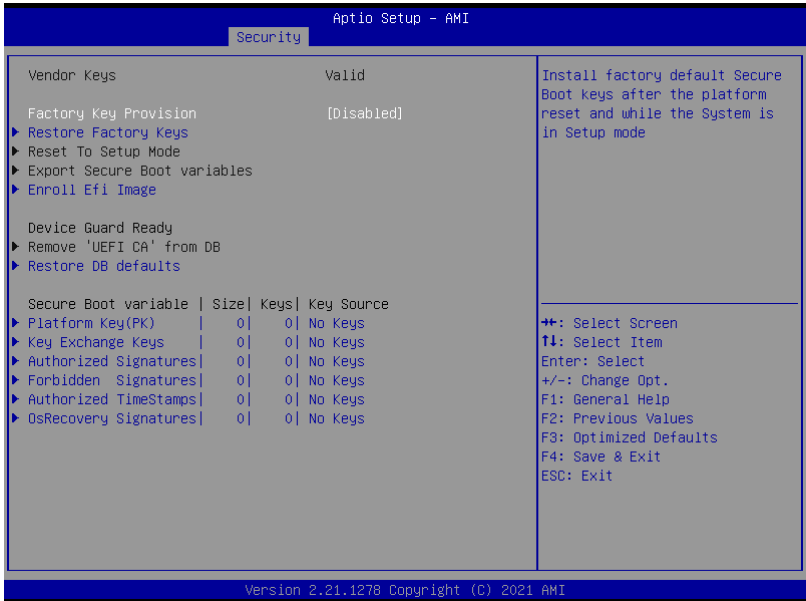 Aptio Setup – AMI
Security
Vendor Keys Valid
Factory Key Provision [Disabled]
Restore Factory Keys
Reset To Setup Mode
Export Secure Boot variables
Enroll Efi Image
Device Guard Ready
Remove 'UEFI CA' from DB
Restore DB defaults
Secure Boot variable | Size| Keys| Key Source
Platform Key(PK) | 0| 0| No Keys
Key Exchange Keys | 0| 0| No Keys
Authorized Signatures| 0| 0| No Keys
Forbidden Signatures| 0| 0| No Keys
Authorized TimeStamps| 0| 0| No Keys
OsRecovery Signatures| 0| 0| No Keys
Install factory default Secure
Boot keys after the platform
reset and while the System is
in Setup mode
→←: Select Screen
↑↓: Select Item
Enter: Select
+/-: Change Opt.
F1: General Help
F2: Previous Values
F3: Optimized Defaults
F4: Save & Exit
ESC: Exit
Version 2.21.1278 Copyright (C) 2021 AMI